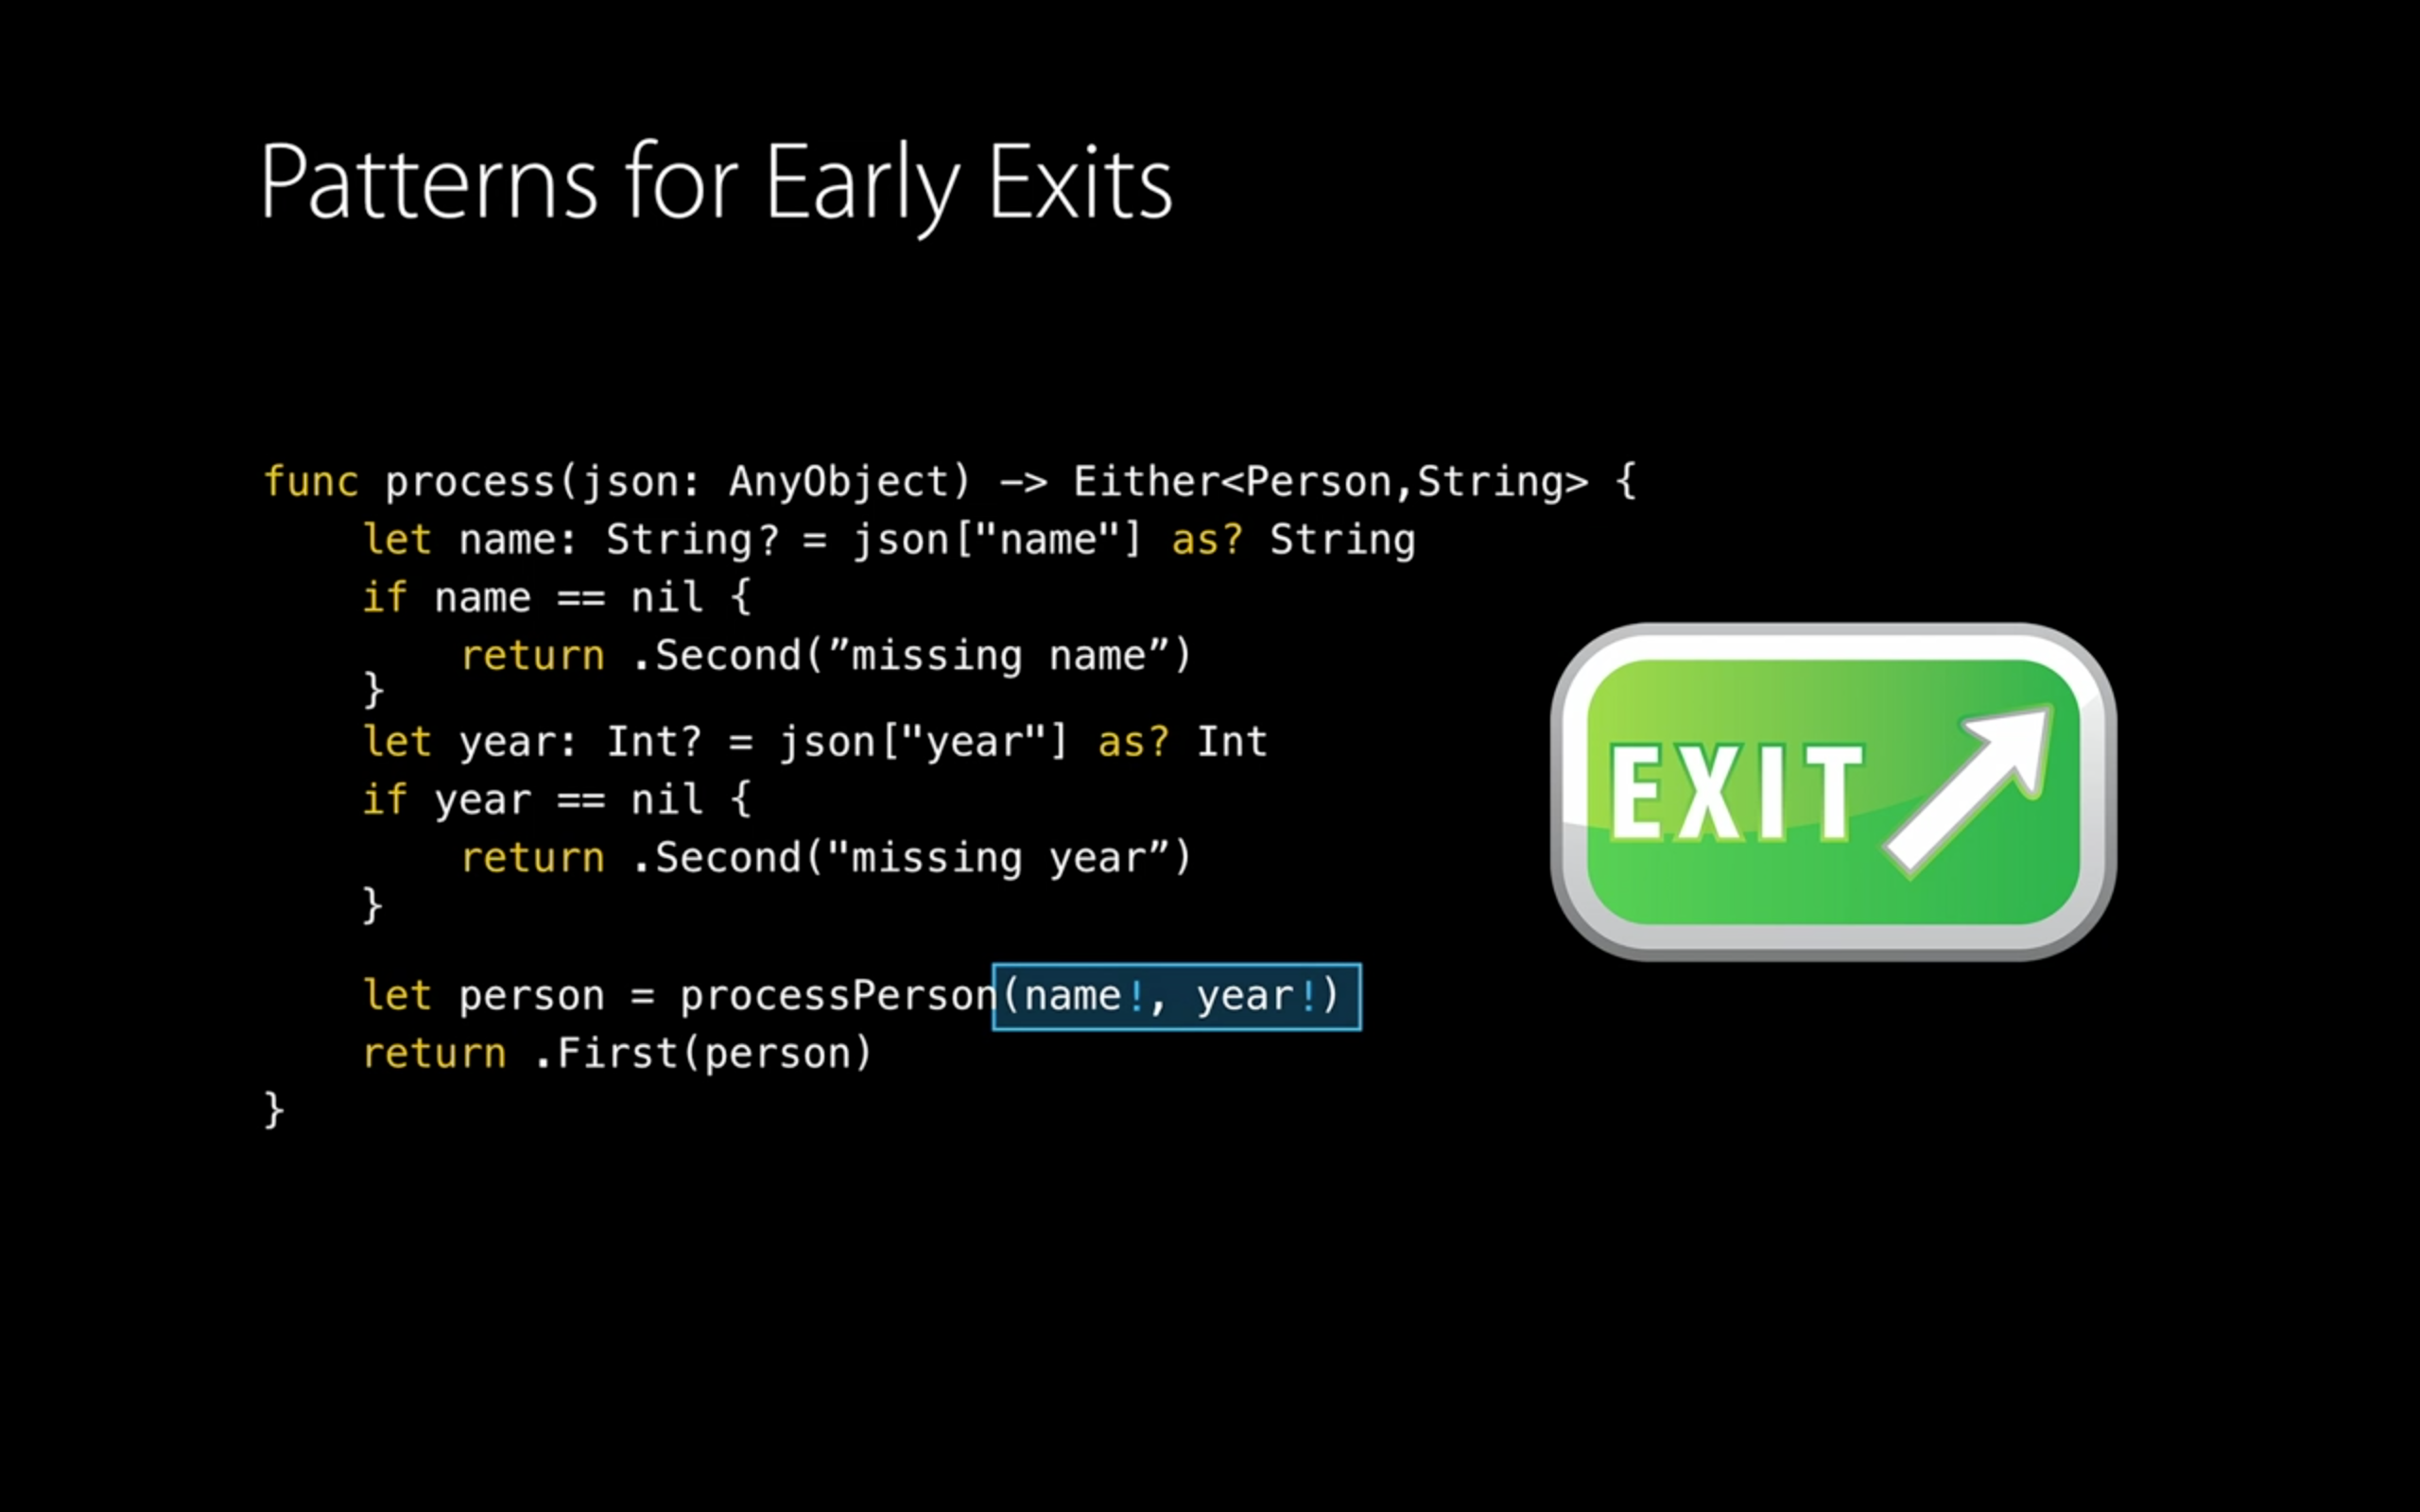 Patterns for Early Exits
func process(json: AnyObject) –> Either<Person,String> {
    let name: String? = json["name"] as? String
    if name == nil {
        return .Second(”missing name”)
    }
    let year: Int? = json["year"] as? Int
    if year == nil {
        return .Second("missing year”)
    }
    let person = processPerson(name!, year!)
    return .First(person)
}
EXIT